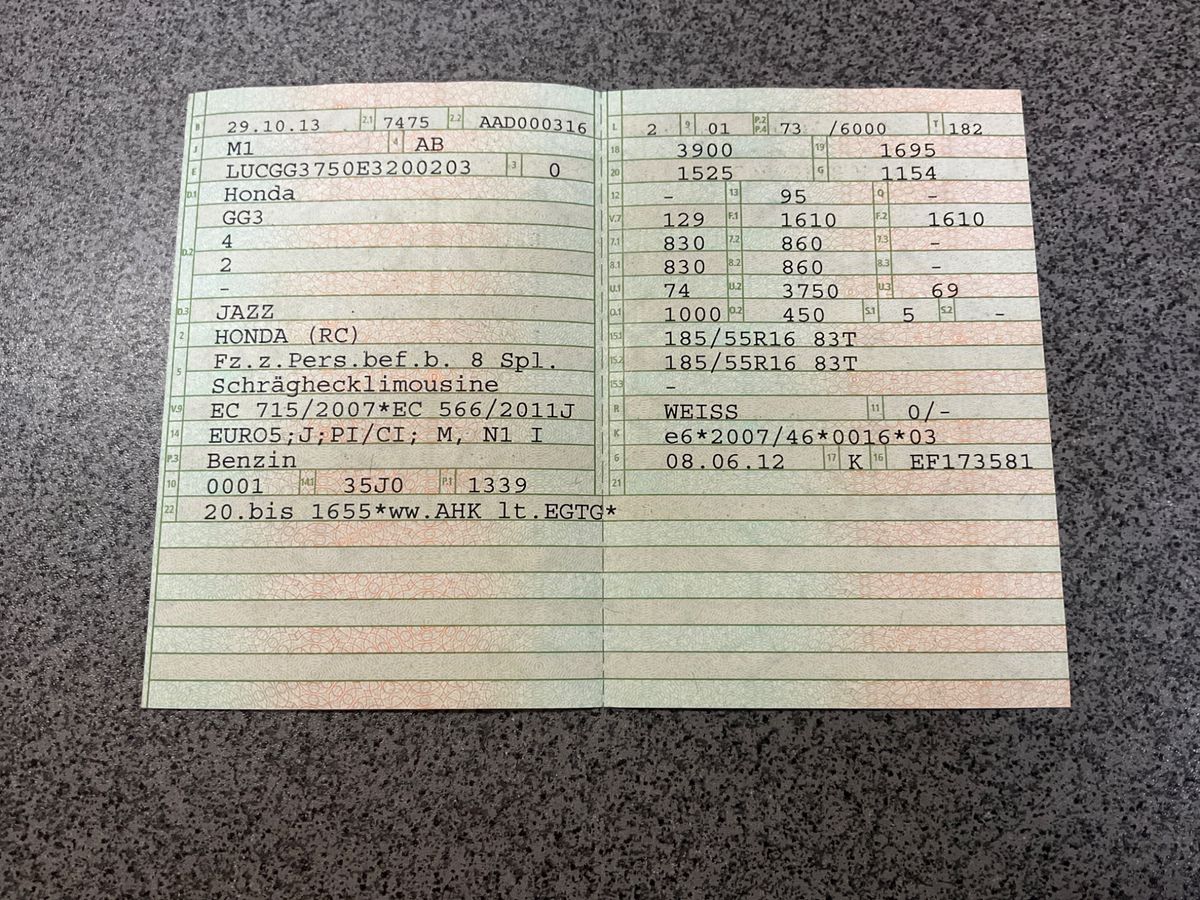 B 29.10.13 2.1 7475 2.2 AAD000316
J M1 4 AB
E LUCGG3750E3200203 3 0
D.1 Honda
GG3
D.2 4
2
-
D.3 JAZZ
2 HONDA (RC)
5 Fz.z.Pers.bef.b. 8 Spl.
Schräghecklimousine
V.9 EC 715/2007*EC 566/2011J
14 EURO5;J;PI/CI; M, N1 I
P.3 Benzin
10 0001 14.1 35J0 P.1 1339
22 20.bis 1655*ww.AHK lt.EGTG*
L 2 9 01 P.2 P.4 73 /6000 T 182
18 3900 19 1695
20 1525 G 1154
12 - 13 95 Q -
V.7 129 F.1 1610 F.2 1610
7.1 830 7.2 860 7.3 -
8.1 830 8.2 860 8.3 -
U.1 74 U.2 3750 U.3 69
O.1 1000 O.2 450 S.1 5 S.2 -
15.1 185/55R16 83T
15.2 185/55R16 83T
15.3 -
R WEISS 11 0/-
K e6*2007/46*0016*03
6 08.06.12 17 K 16 EF173581
21